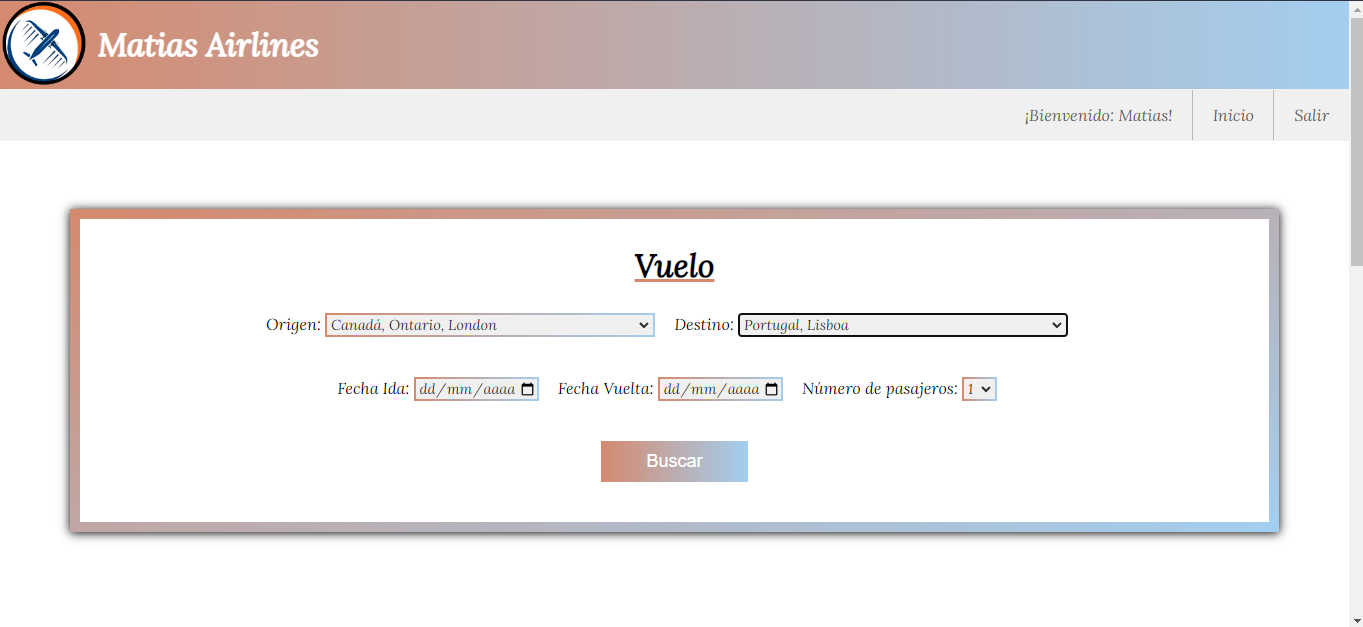 Matias Airlines
¡Bienvenido: Matias! Inicio Salir
Vuelo
Origen: Canadá, Ontario, London Destino: Portugal, Lisboa
Fecha Ida: dd/mm/aaaa Fecha Vuelta: dd/mm/aaaa Número de pasajeros: 1
Buscar